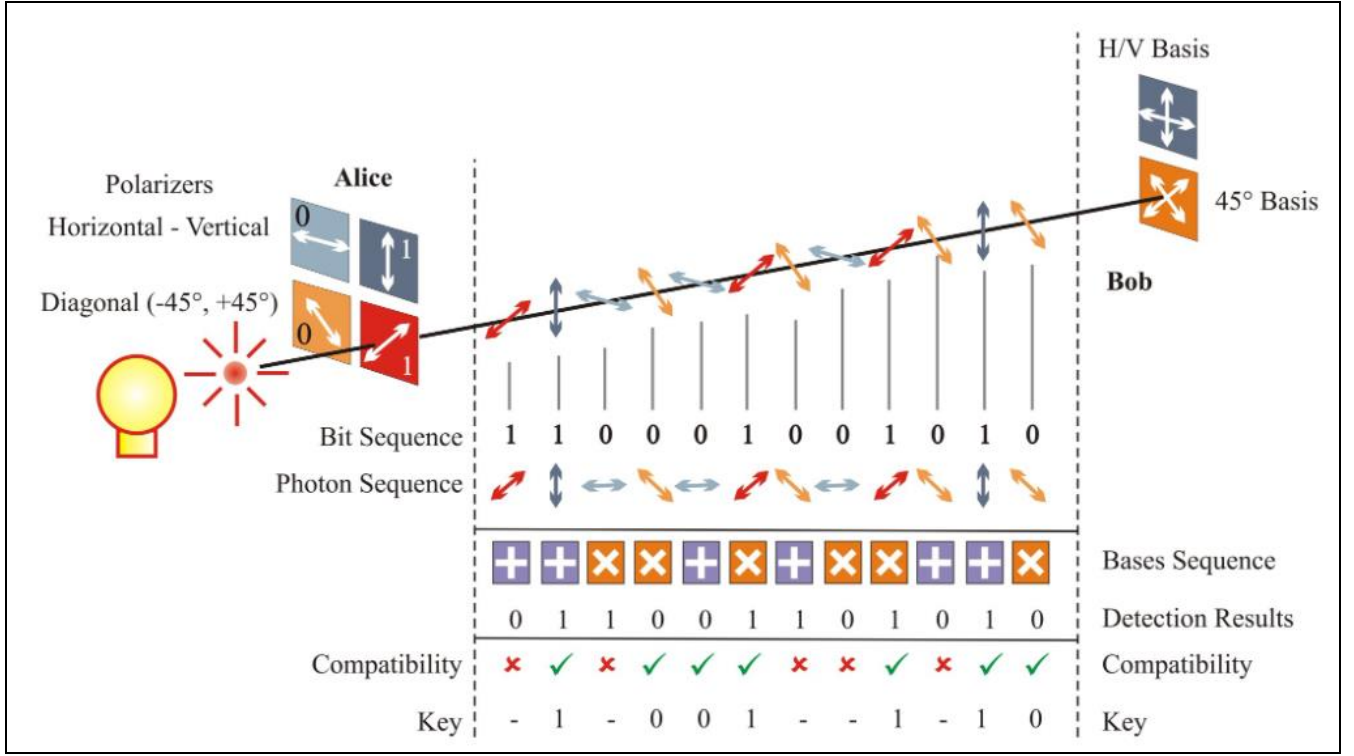 H/V Basis
Alice
Polarizers
Horizontal - Vertical
0
1
45° Basis
Diagonal (-45°, +45°)
0
1
Bob
Bit Sequence 1 1 0 0 0 1 0 0 1 0 1 0
Photon Sequence
Bases Sequence
0 1 1 0 0 1 1 0 1 0 1 0 Detection Results
Compatibility Compatibility
Key - 1 - 0 0 1 - - 1 - 1 0 Key